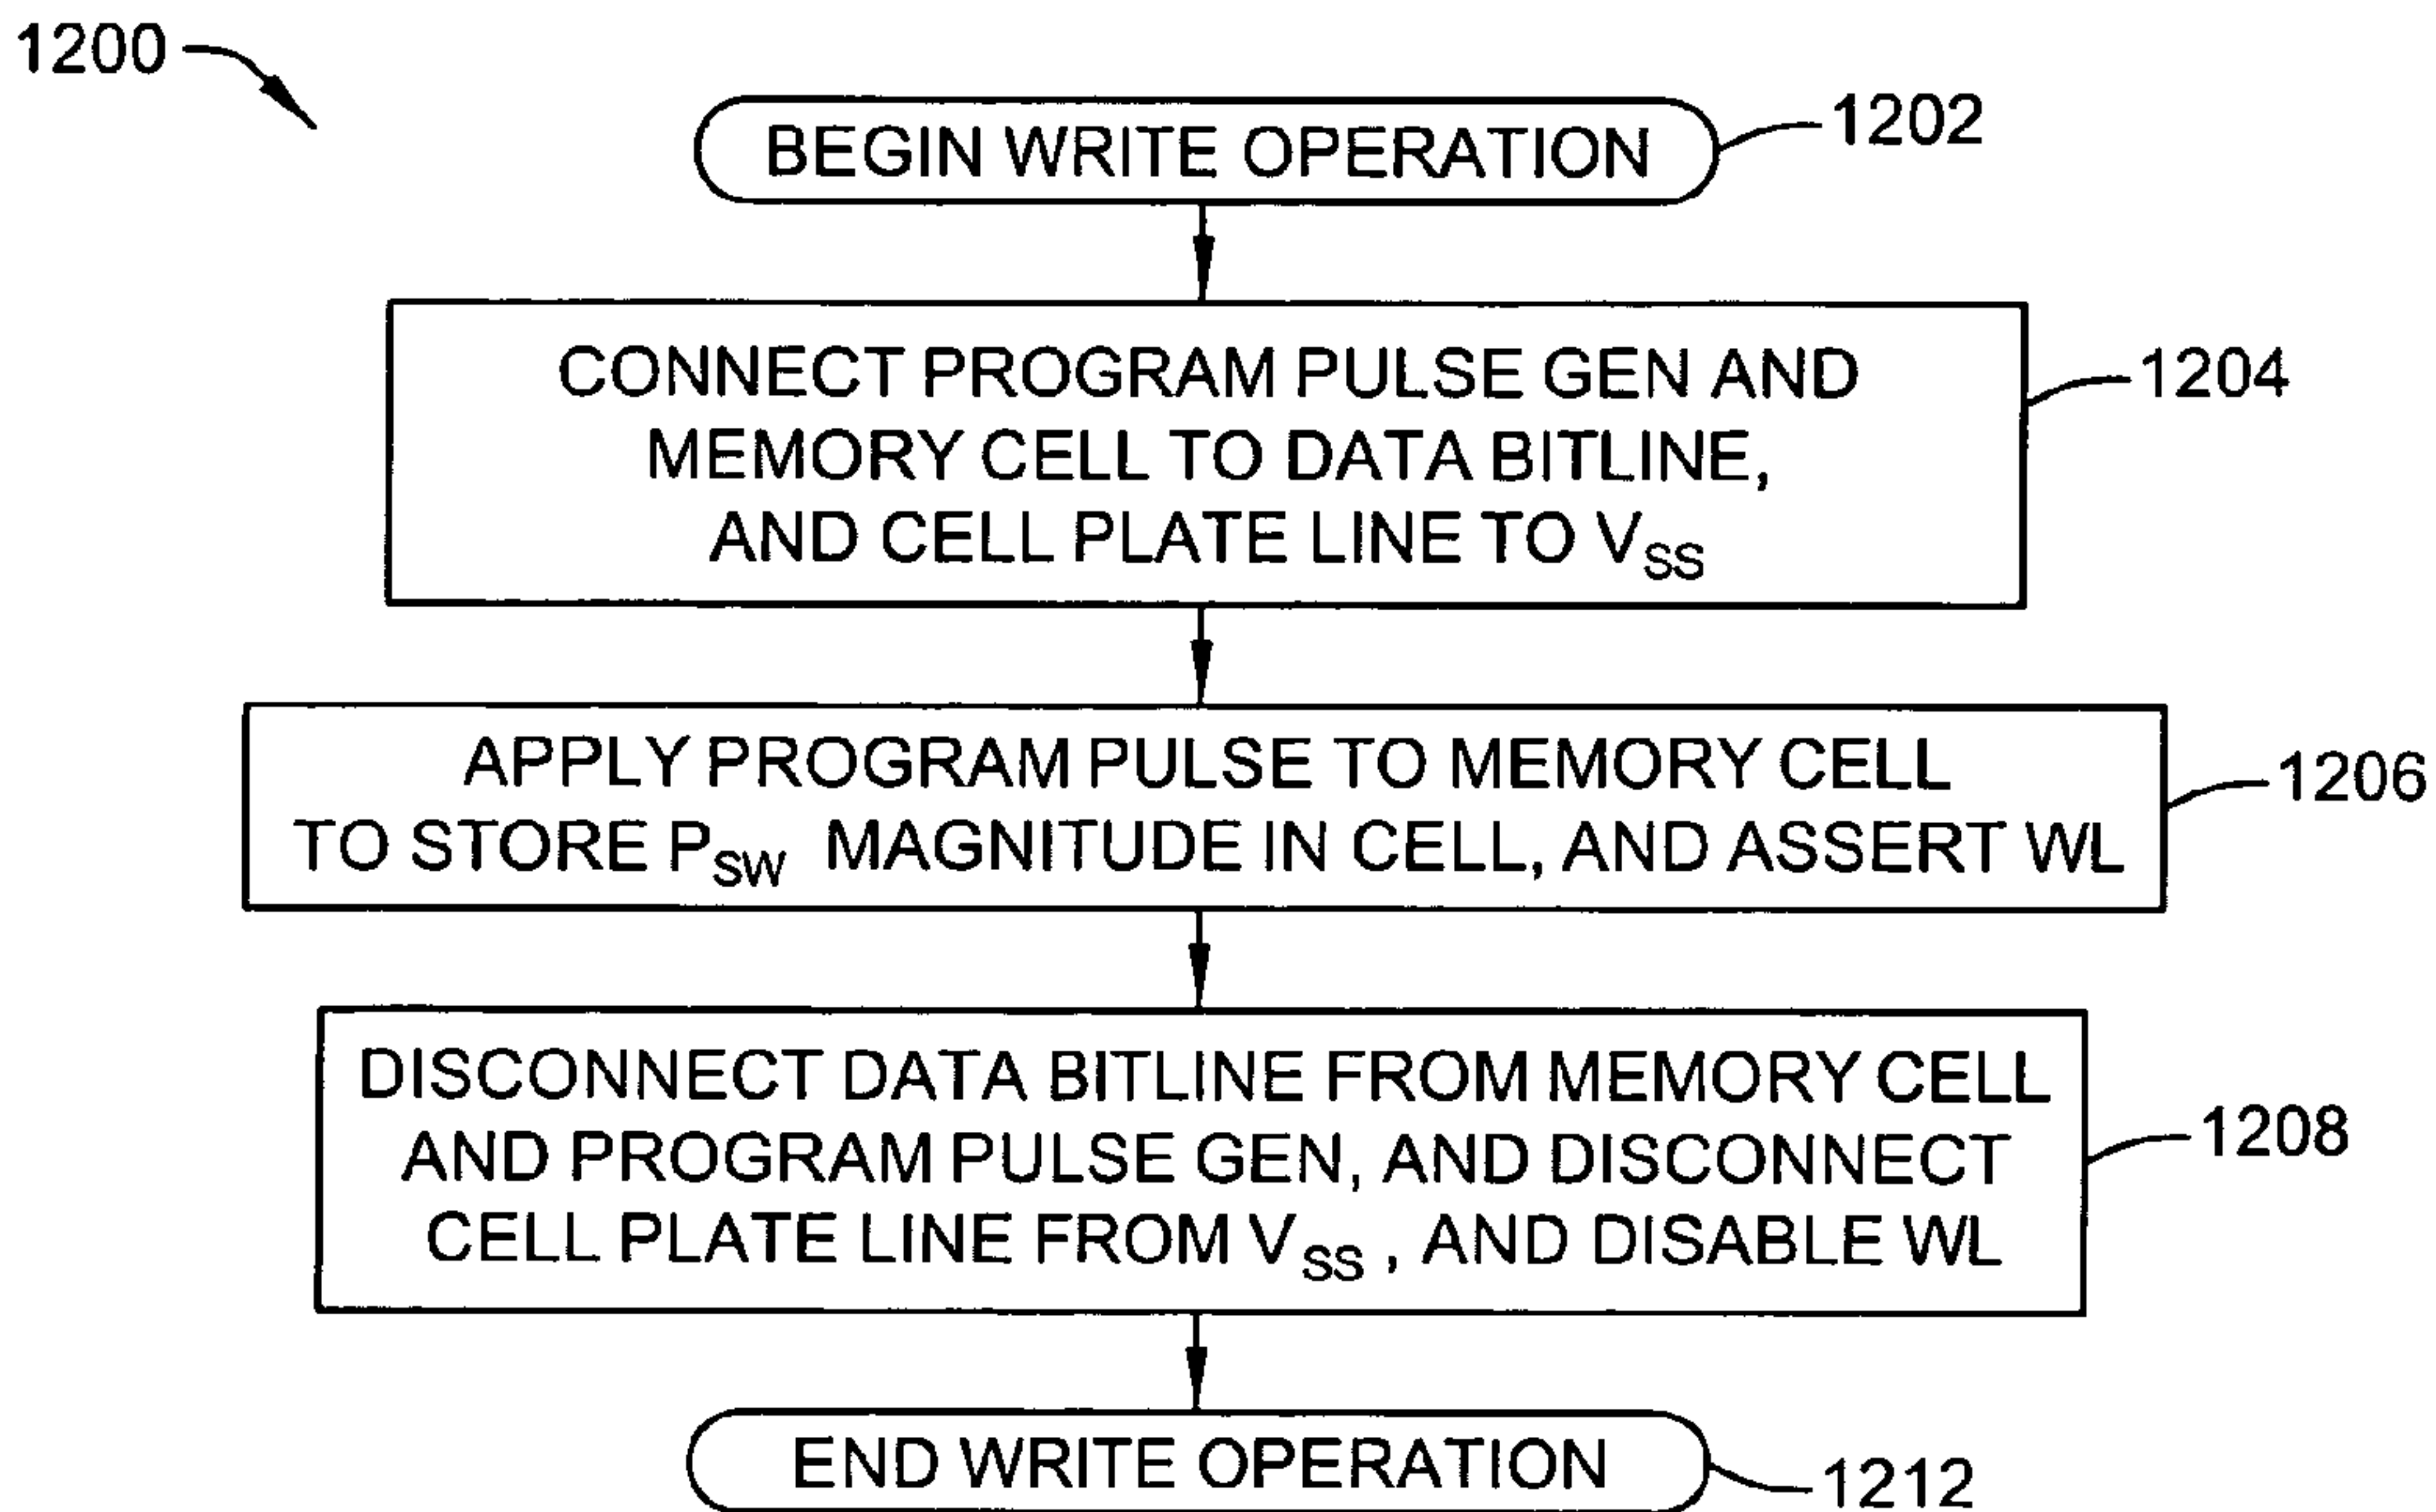 1200
BEGIN WRITE OPERATION
1202
CONNECT PROGRAM PULSE GEN AND
MEMORY CELL TO DATA BITLINE,
AND CELL PLATE LINE TO VSS
1204
APPLY PROGRAM PULSE TO MEMORY CELL
TO STORE PSW MAGNITUDE IN CELL, AND ASSERT WL
1206
DISCONNECT DATA BITLINE FROM MEMORY CELL
AND PROGRAM PULSE GEN, AND DISCONNECT
CELL PLATE LINE FROM VSS , AND DISABLE WL
1208
END WRITE OPERATION
1212